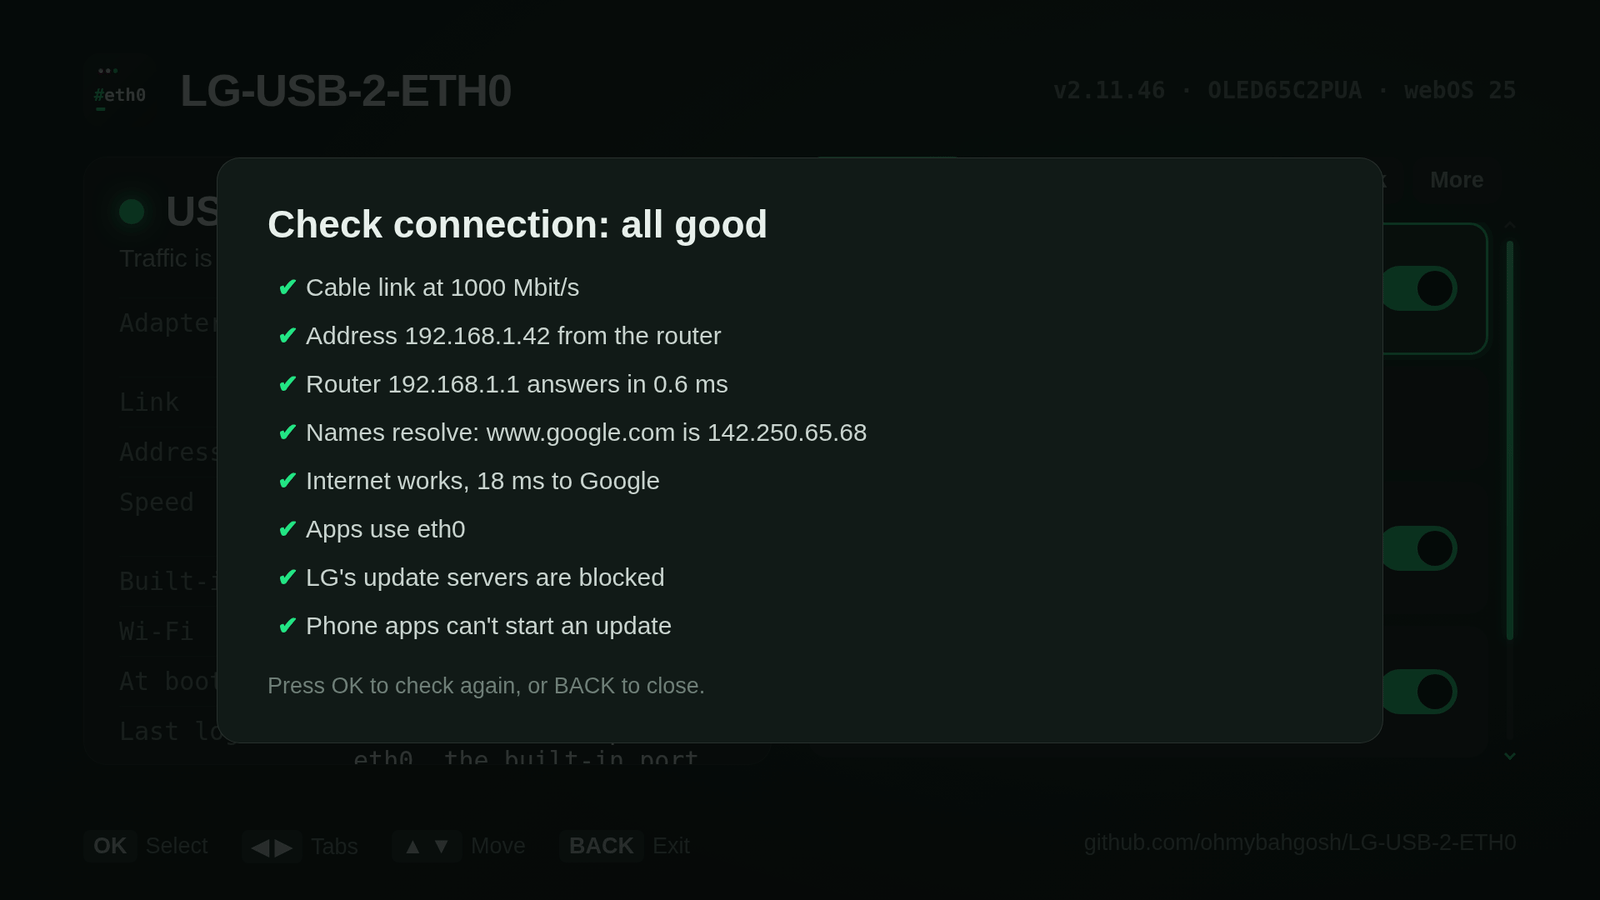 #eth0
LG-USB-2-ETH0
v2.11.46 · OLED65C2PUA · webOS 25
More
Traffic is
Adapter
Link
Address
Speed
Wi-Fi
At boot
eth0, the built-in port
Check connection: all good
✔ Cable link at 1000 Mbit/s
✔ Address 192.168.1.42 from the router
✔ Router 192.168.1.1 answers in 0.6 ms
✔ Names resolve: www.google.com is 142.250.65.68
✔ Internet works, 18 ms to Google
✔ Apps use eth0
✔ LG's update servers are blocked
✔ Phone apps can't start an update
Press OK to check again, or BACK to close.
OK Select ◀ ▶ Tabs ▲ ▼ Move BACK Exit
github.com/ohmybahgosh/LG-USB-2-ETH0